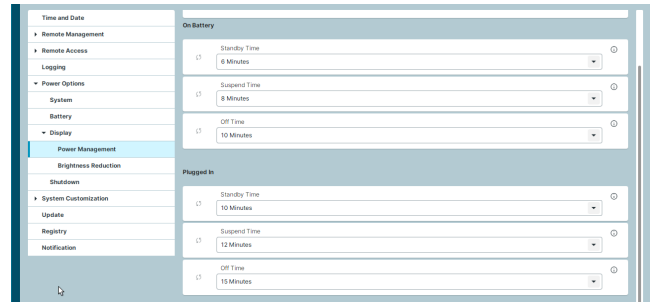 Time and Date
Remote Management
Remote Access
Logging
Power Options
System
Battery
Display
Power Management
Brightness Reduction
Shutdown
System Customization
Update
Registry
Notification
On Battery
Standby Time
6 Minutes
Suspend Time
8 Minutes
Off Time
10 Minutes
Plugged In
Standby Time
10 Minutes
Suspend Time
12 Minutes
Off Time
15 Minutes